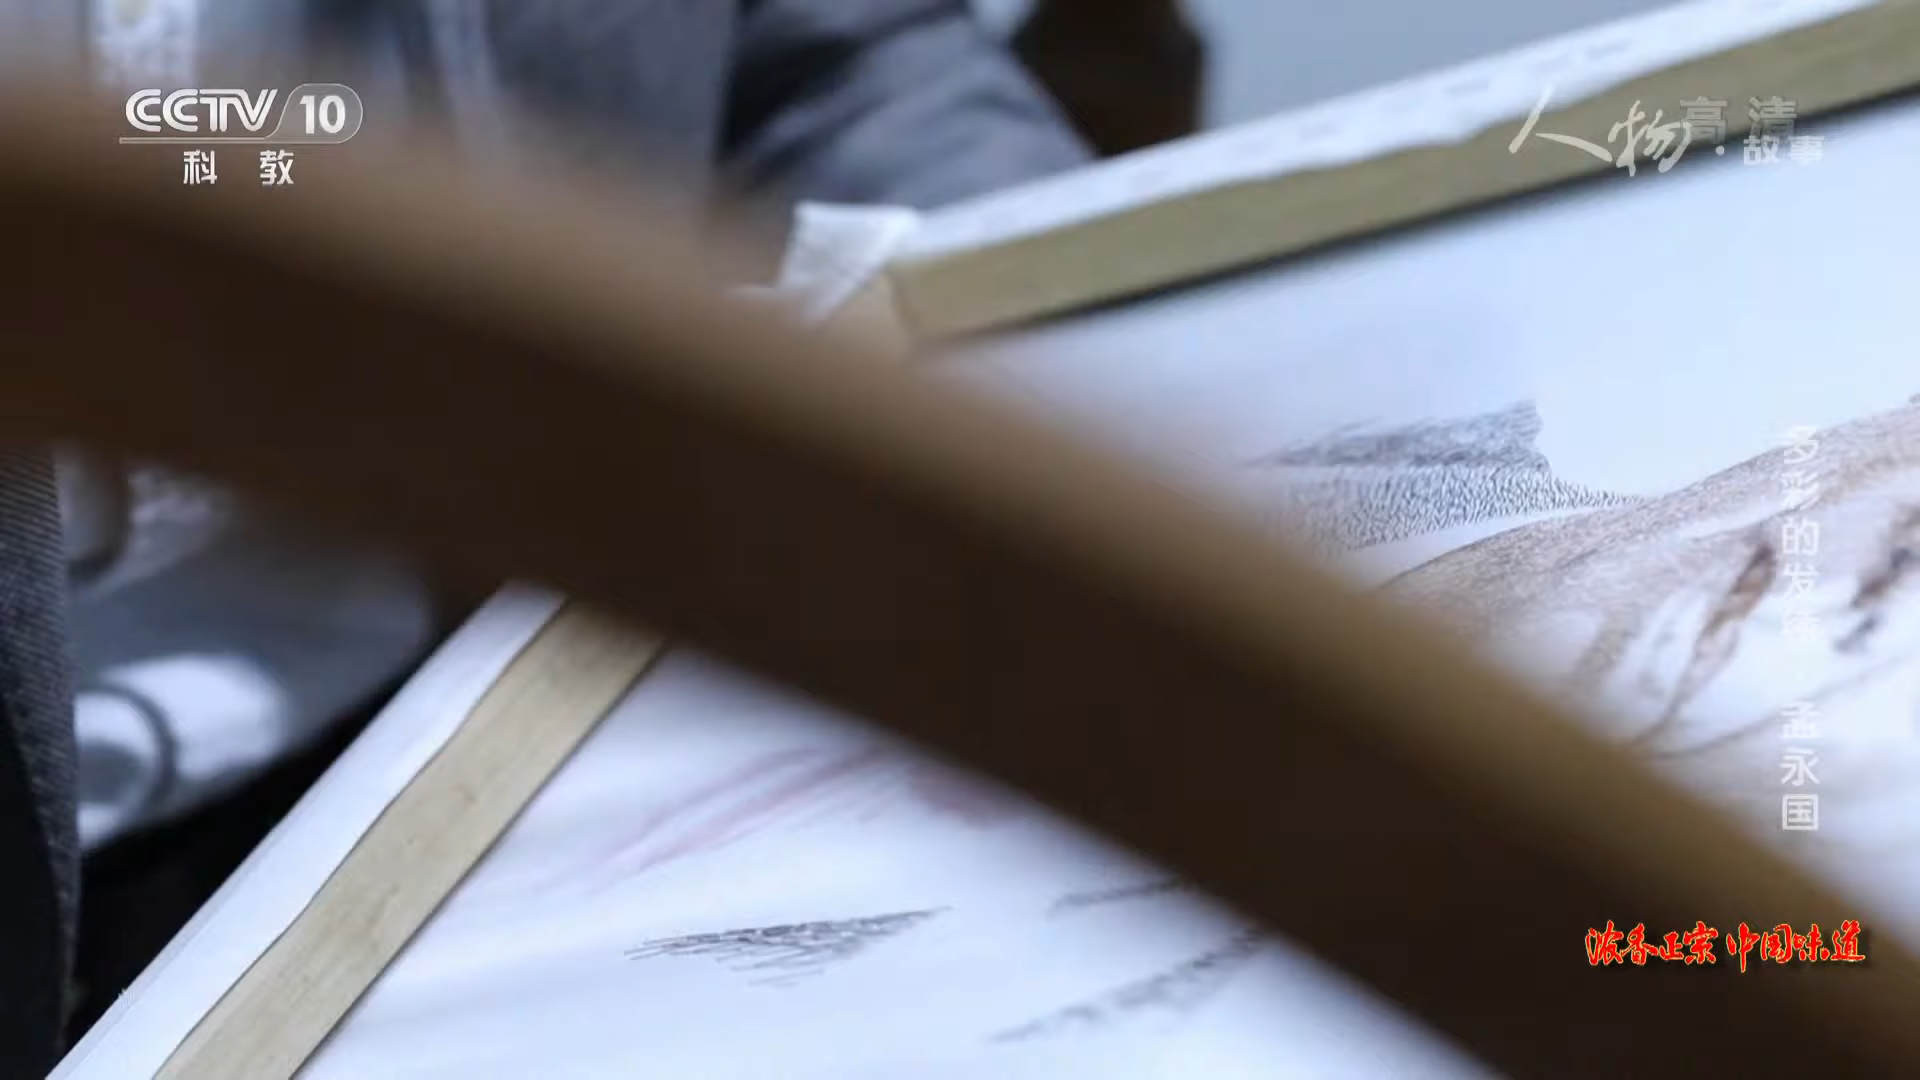 CCTV 10
科 教
高 清
人物·故事
多彩的发绣 孟永国
浓香正宗 中国味道